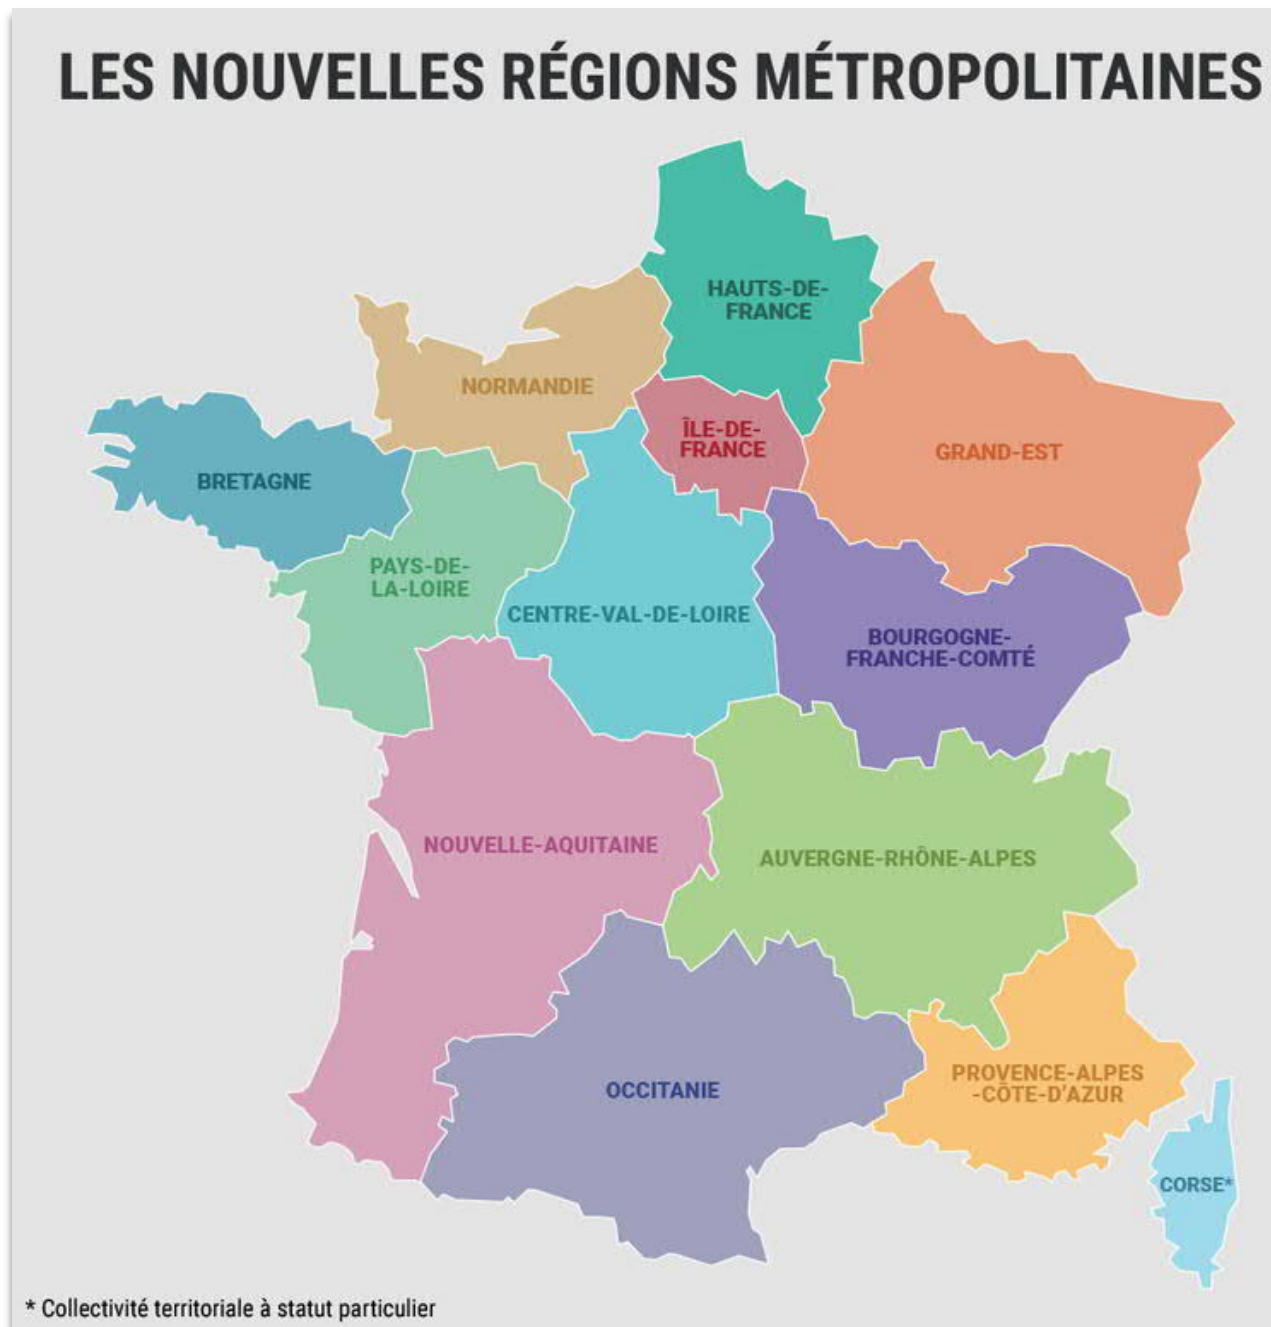 LES NOUVELLES RÉGIONS MÉTROPOLITAINES
HAUTS-DE-
FRANCE
NORMANDIE
ÎLE-DE-
FRANCE
GRAND-EST
BRETAGNE
PAYS-DE-
LA-LOIRE
CENTRE-VAL-DE-LOIRE
BOURGOGNE-
FRANCHE-COMTÉ
NOUVELLE-AQUITAINE
AUVERGNE-RHÔNE-ALPES
OCCITANIE
PROVENCE-ALPES
-CÔTE-D'AZUR
CORSE*
* Collectivité territoriale à statut particulier